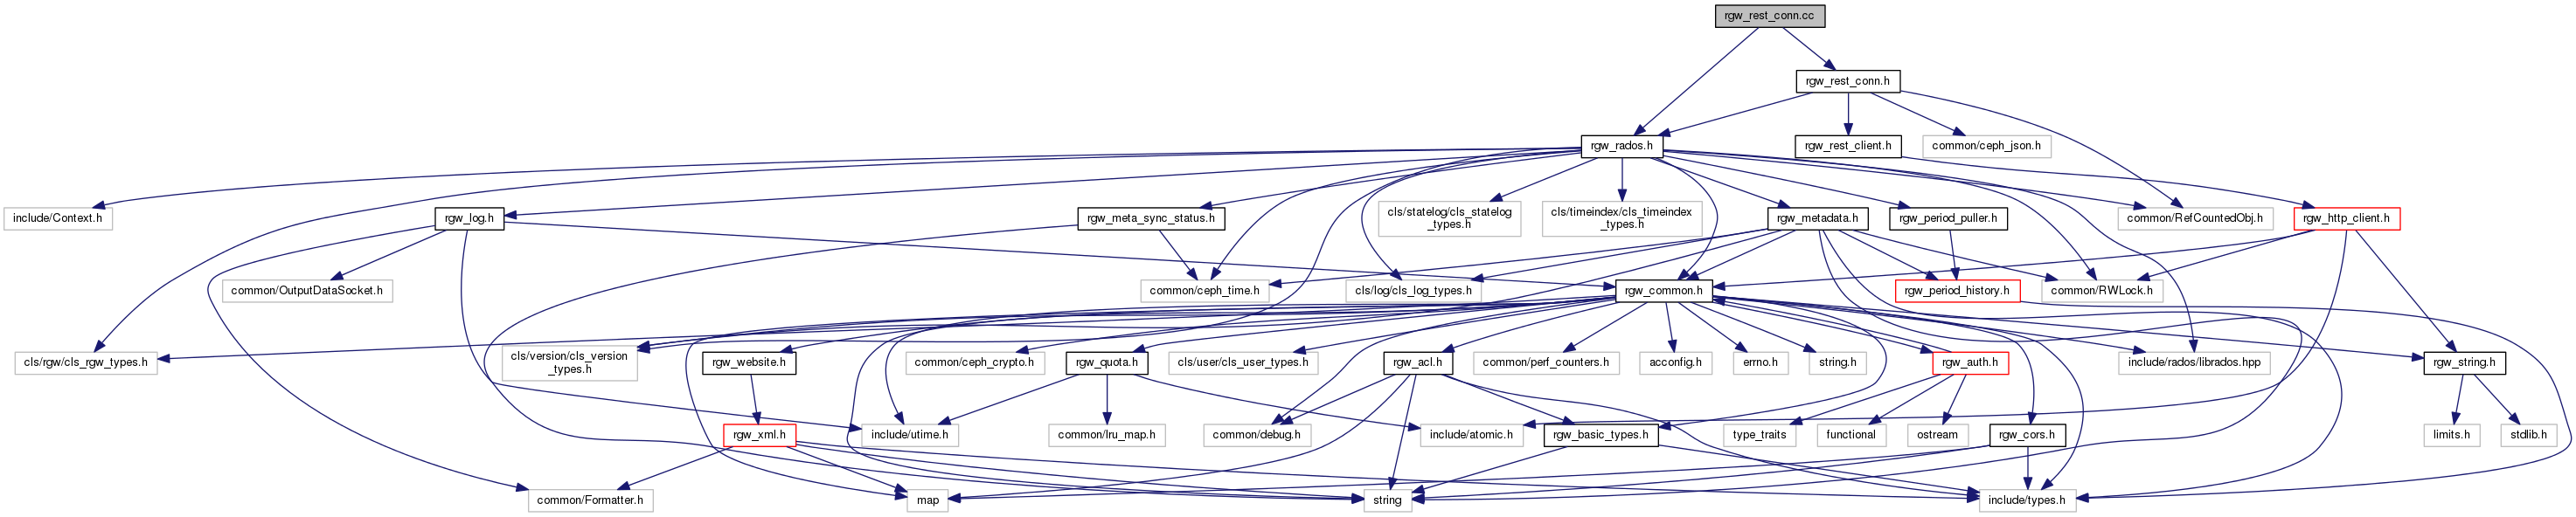 rgw_rest_conn.cc
rgw_rest_conn.h
rgw_rados.h
rgw_rest_client.h
common/ceph_json.h
include/Context.h
rgw_log.h
rgw_meta_sync_status.h
cls/statelog/cls_statelog
_types.h
cls/timeindex/cls_timeindex
_types.h
rgw_metadata.h
rgw_period_puller.h
common/RefCountedObj.h
rgw_http_client.h
common/OutputDataSocket.h
common/ceph_time.h
cls/log/cls_log_types.h
rgw_common.h
rgw_period_history.h
common/RWLock.h
cls/rgw/cls_rgw_types.h
cls/version/cls_version
_types.h
rgw_website.h
common/ceph_crypto.h
rgw_quota.h
cls/user/cls_user_types.h
rgw_acl.h
common/perf_counters.h
acconfig.h
errno.h
string.h
rgw_auth.h
include/rados/librados.hpp
rgw_string.h
rgw_xml.h
include/utime.h
common/lru_map.h
common/debug.h
include/atomic.h
rgw_basic_types.h
type_traits
functional
ostream
rgw_cors.h
limits.h
stdlib.h
common/Formatter.h
map
string
include/types.h